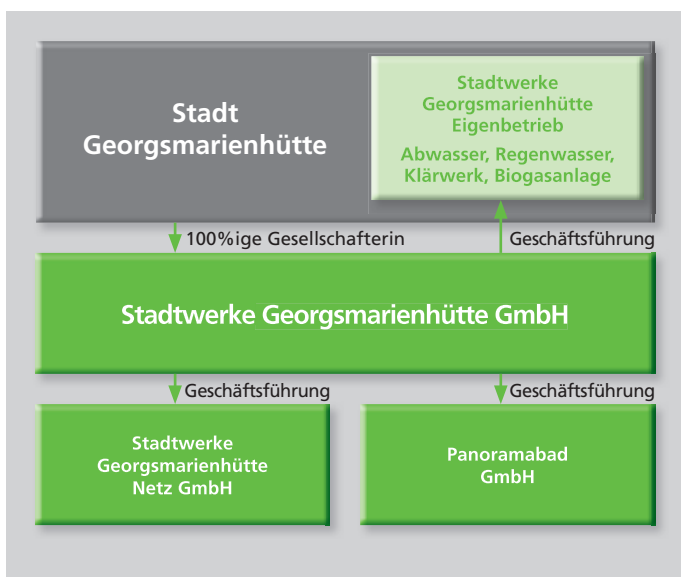 Stadt
Georgsmarienhütte
Stadtwerke
Georgsmarienhütte
Eigenbetrieb
Abwasser, Regenwasser,
Klärwerk, Biogasanlage
100%ige Gesellschafterin
Geschäftsführung
Stadtwerke Georgsmarienhütte GmbH
Geschäftsführung
Geschäftsführung
Stadtwerke
Georgsmarienhütte
Netz GmbH
Panoramabad
GmbH